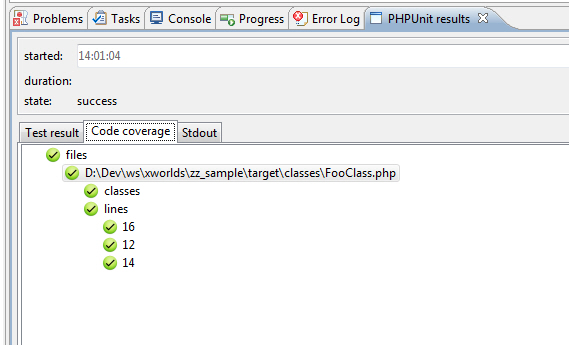 Problems Tasks Console Progress Error Log PHPUnit results
started: 14:01:04
duration:
state: success
Test result Code coverage Stdout
files
D:\Dev\ws\xworlds\zz_sample\target\classes\FooClass.php
classes
lines
16
12
14